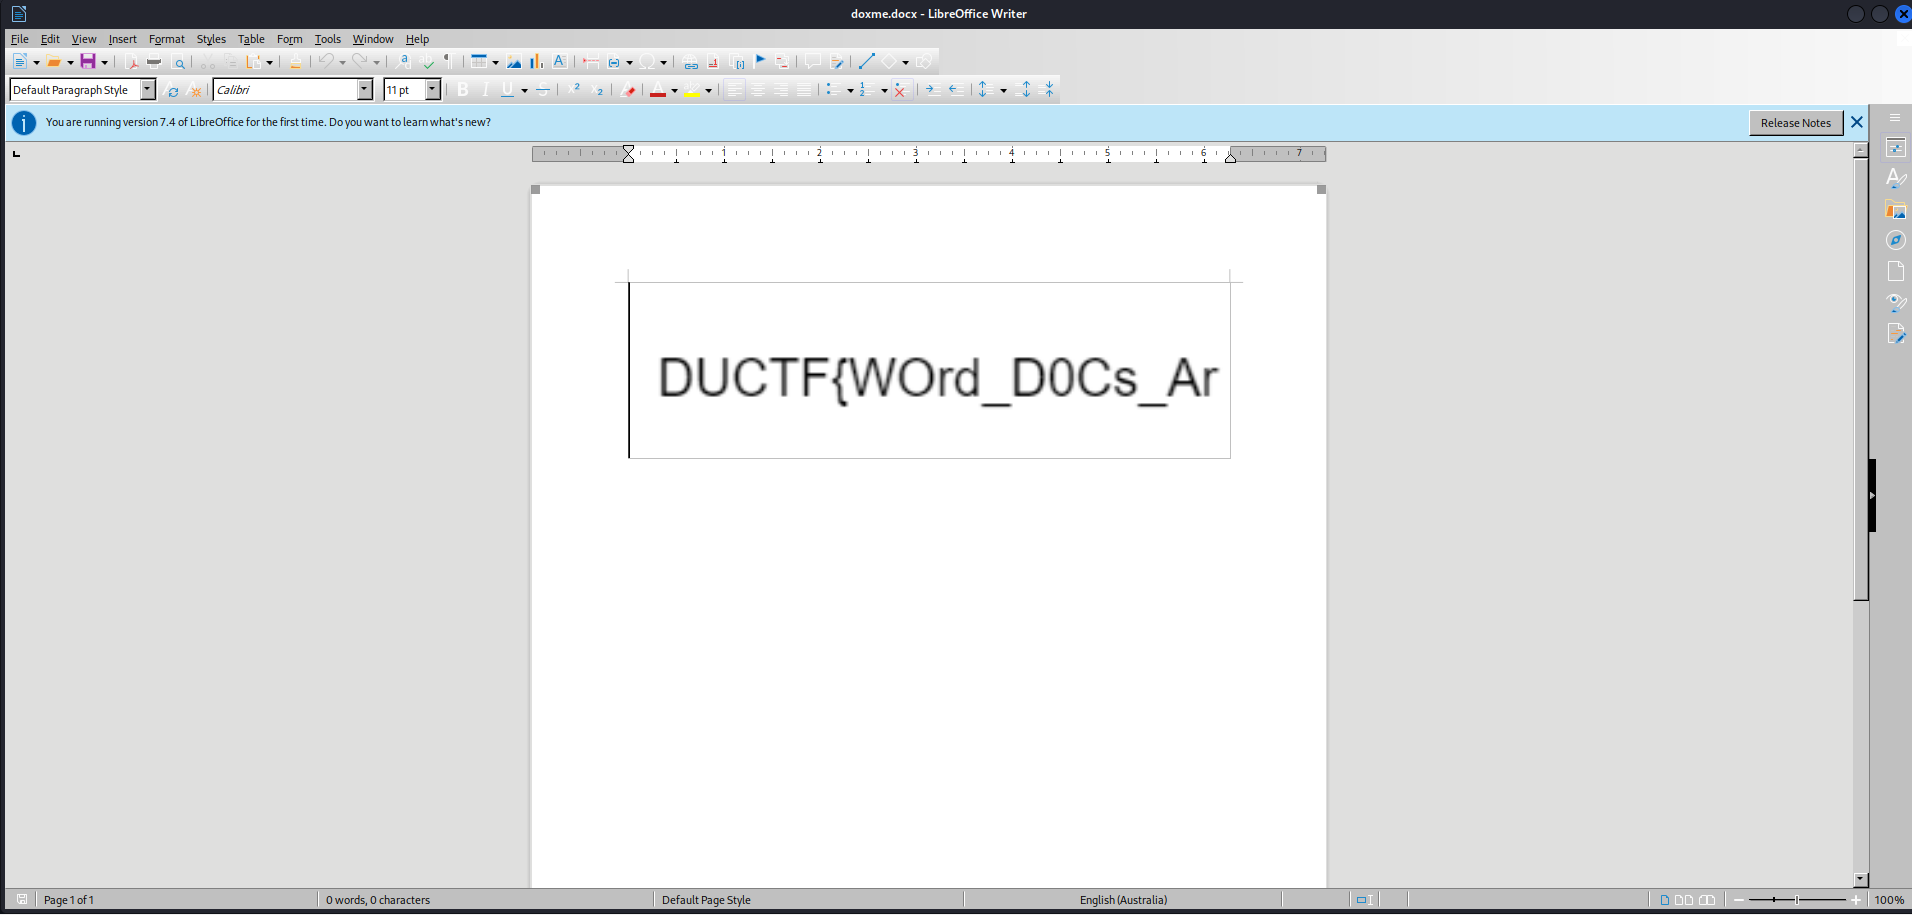 doxme.docx - LibreOffice Writer
File Edit View Insert Format Styles Table Form Tools Window Help
Default Paragraph Style Calibri 11 pt
You are running version 7.4 of LibreOffice for the first time. Do you want to learn what's new? Release Notes
1 2 3 4 5 6 7
DUCTF{WOrd_D0Cs_Ar
Page 1 of 1 0 words, 0 characters Default Page Style English (Australia) 100%